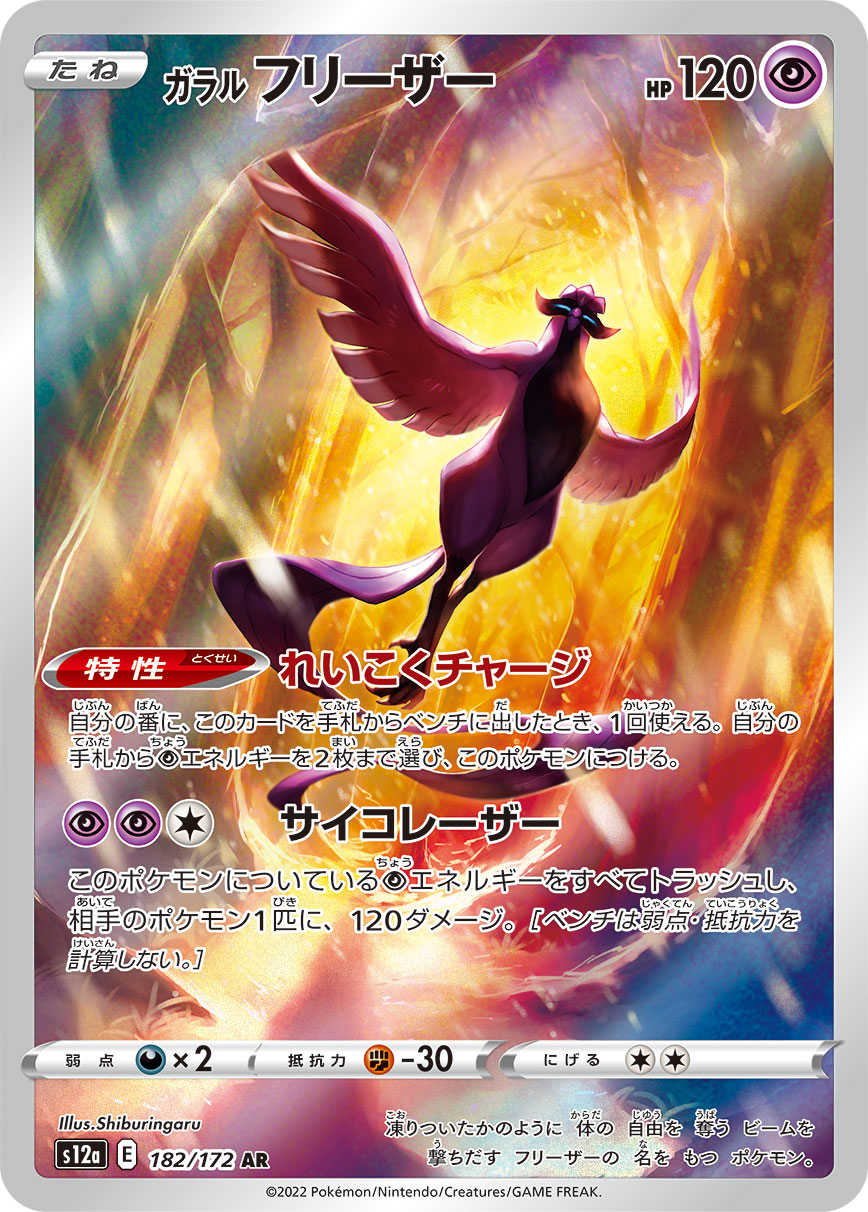 たね ガラル フリーザー HP 120
特性 とくせい れいこくチャージ
自分の番に、このカードを手札からベンチに出したとき、1回使える。自分の
手札から超エネルギーを2枚まで選び、このポケモンにつける。
サイコレーザー
このポケモンについている超エネルギーをすべてトラッシュし、
相手のポケモン1匹に、120ダメージ。[ベンチは弱点・抵抗力を
計算しない。]
弱点 ×2 抵抗力 -30 にげる
Illus.Shiburingaru
凍りついたかのように 体の 自由を 奪う ビームを
撃ちだす フリーザーの 名を もつ ポケモン。
s12a E 182/172 AR
©2022 Pokémon/Nintendo/Creatures/GAME FREAK.